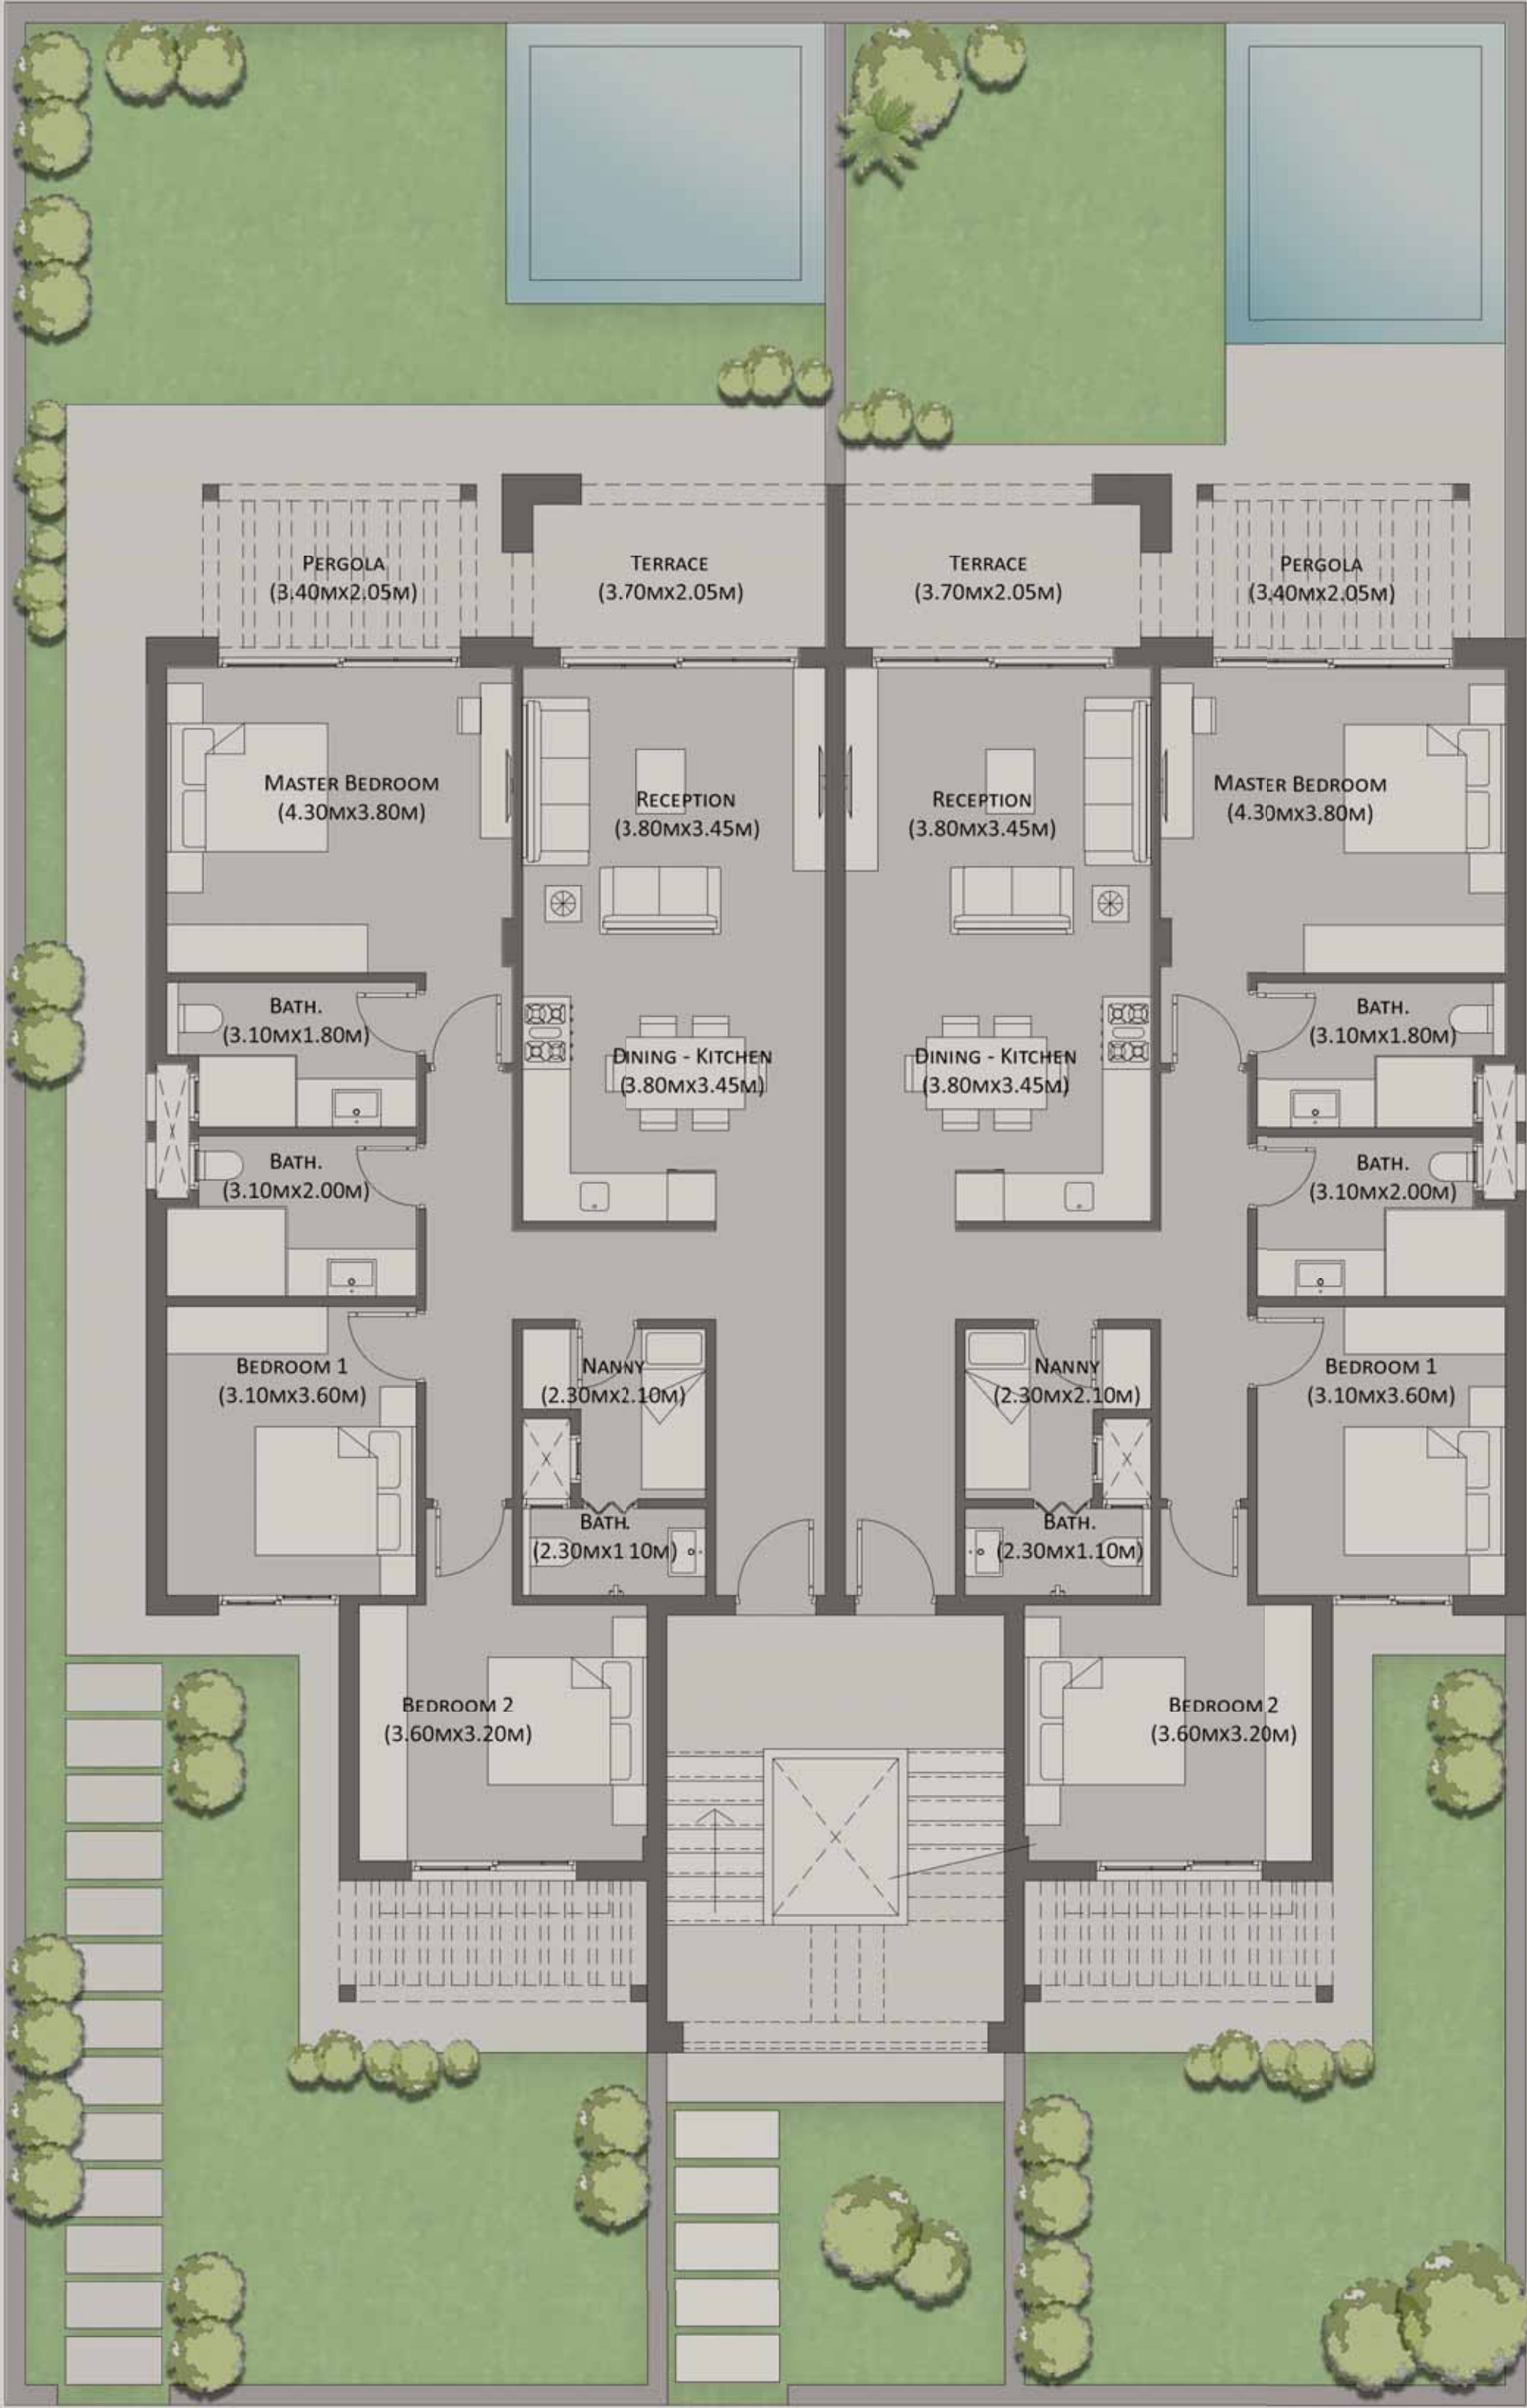 PERGOLA
(3.40MX2.05M)
TERRACE
(3.70MX2.05M)
TERRACE
(3.70MX2.05M)
PERGOLA
(3.40MX2.05M)
MASTER BEDROOM
(4.30MX3.80M)
RECEPTION
(3.80MX3.45M)
RECEPTION
(3.80MX3.45M)
MASTER BEDROOM
(4.30MX3.80M)
BATH.
(3.10MX1.80M)
DINING - KITCHEN
(3.80MX3.45M)
DINING - KITCHEN
(3.80MX3.45M)
BATH.
(3.10MX1.80M)
BATH.
(3.10MX2.00M)
BATH.
(3.10MX2.00M)
BEDROOM 1
(3.10MX3.60M)
NANNY
(2.30MX2.10M)
NANNY
(2.30MX2.10M)
BEDROOM 1
(3.10MX3.60M)
BATH.
(2.30MX1.10M)
BATH.
(2.30MX1.10M)
BEDROOM 2
(3.60MX3.20M)
BEDROOM 2
(3.60MX3.20M)